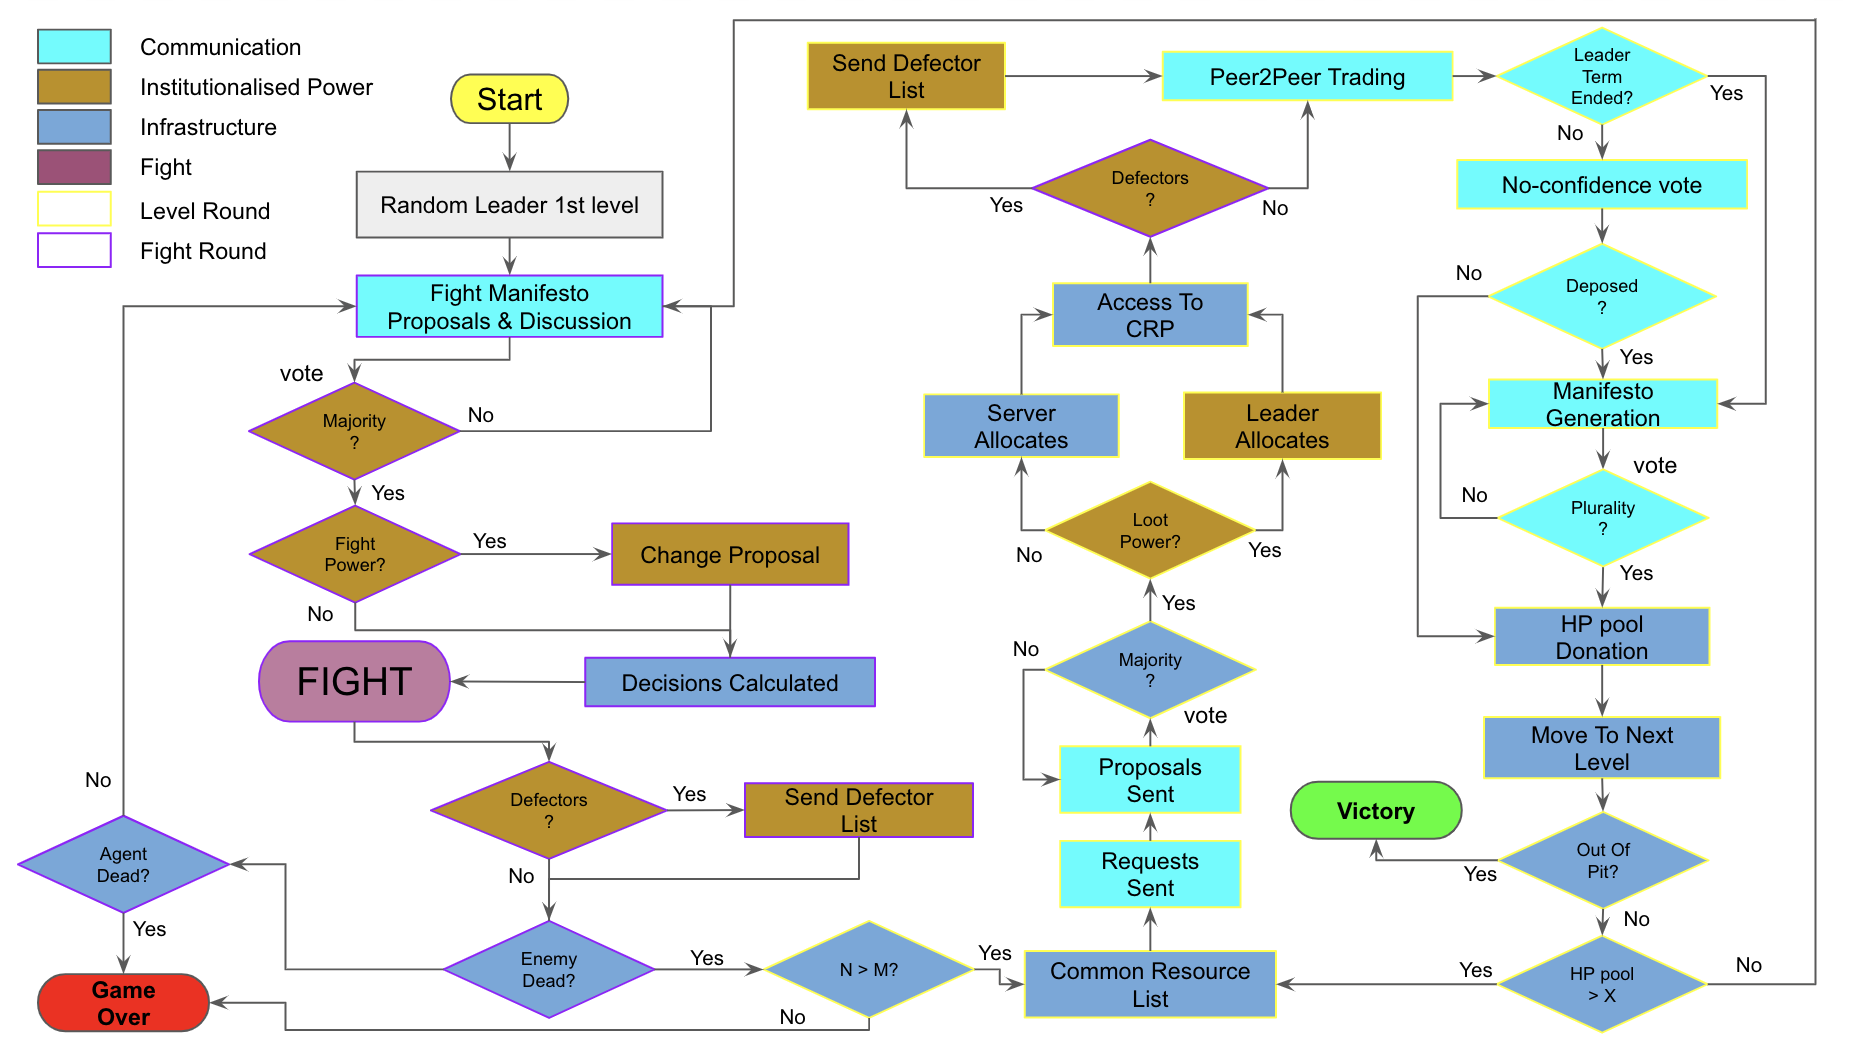 Communication
Institutionalised Power
Infrastructure
Fight
Level Round
Fight Round
Start
Random Leader 1st level
Fight Manifesto
Proposals & Discussion
vote
Majority
?
No
Yes
Fight
Power?
Yes
Change Proposal
No
Decisions Calculated
FIGHT
Defectors
?
Yes
Send Defector
List
No
Enemy
Dead?
Yes
Agent
Dead?
No
Yes
Game
Over
N > M?
Yes
No
Common Resource
List
Requests
Sent
Proposals
Sent
vote
Majority
?
No
Yes
Loot
Power?
No
Yes
Server
Allocates
Leader
Allocates
Access To
CRP
Defectors
?
Yes
No
Send Defector
List
Peer2Peer Trading
Leader
Term
Ended?
Yes
No
No-confidence vote
Deposed
?
No
Yes
Manifesto
Generation
vote
Plurality
?
No
Yes
HP pool
Donation
Move To Next
Level
Out Of
Pit?
Yes
No
Victory
HP pool
> X
Yes
No